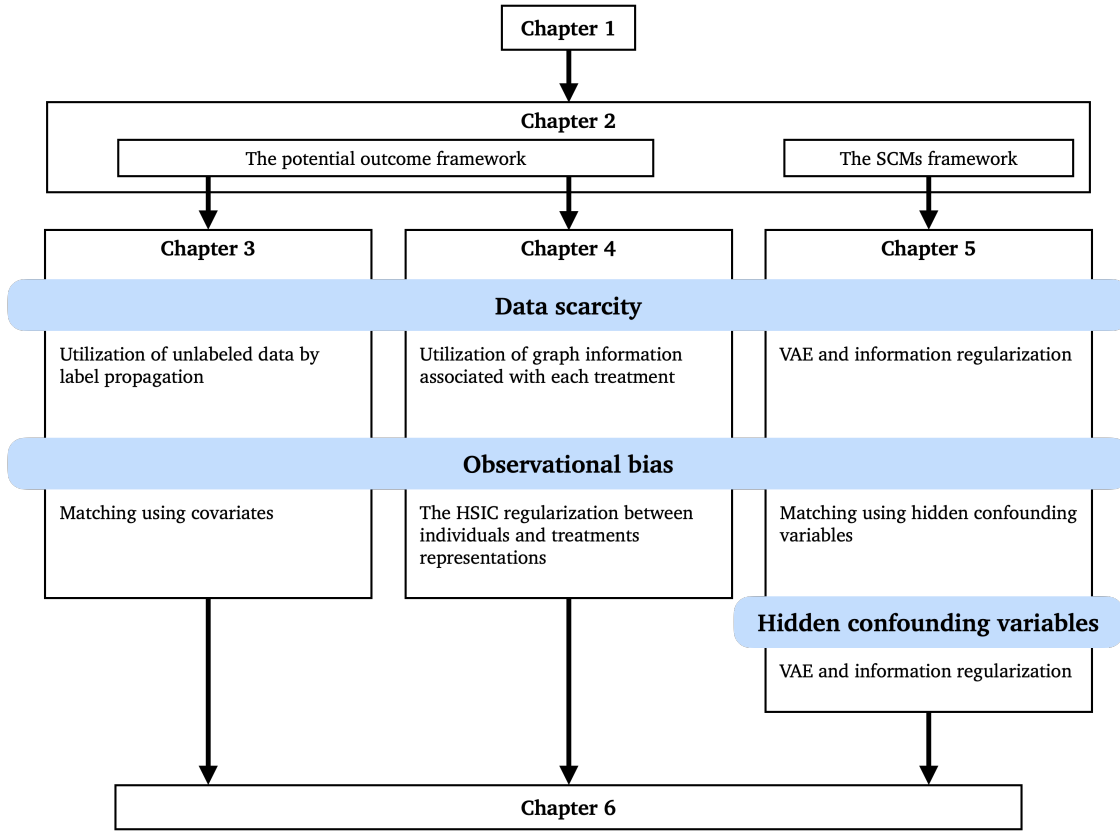 Chapter 1
Chapter 2
The potential outcome framework
The SCMs framework
Chapter 3
Chapter 4
Chapter 5
Data scarcity
Utilization of unlabeled data by
label propagation
Utilization of graph information
associated with each treatment
VAE and information regularization
Observational bias
Matching using covariates
The HSIC regularization between
individuals and treatments
representations
Matching using hidden confounding
variables
Hidden confounding variables
VAE and information regularization
Chapter 6